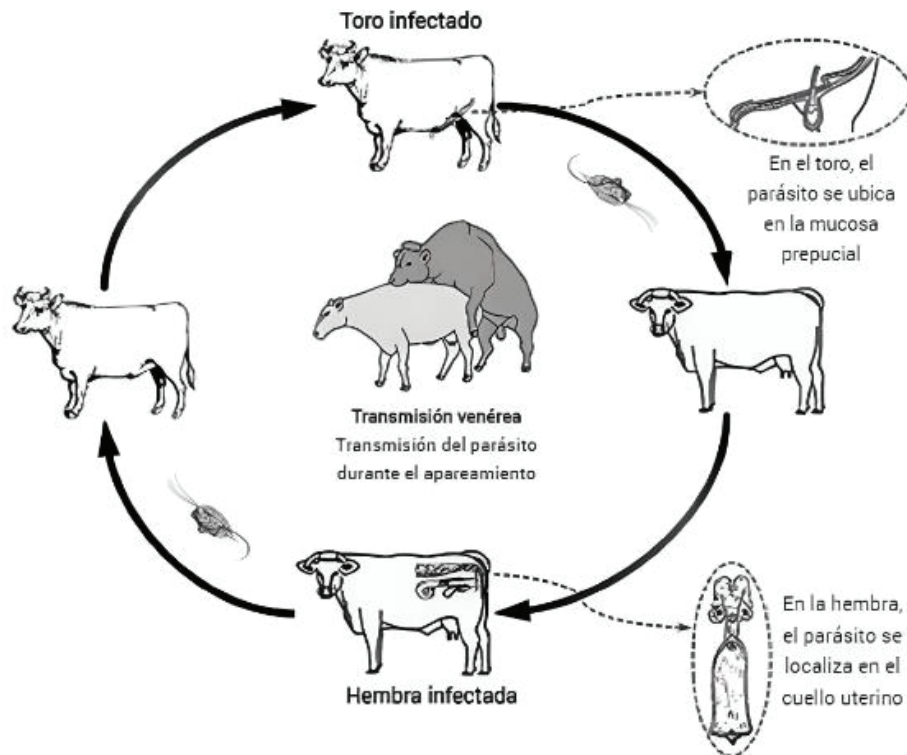 Toro infectado
En el toro, el
parásito se ubica
en la mucosa
prepucial
Transmisión venérea
Transmisión del parásito
durante el apareamiento
En la hembra,
el parásito se
localiza en el
cuello uterino
Hembra infectada